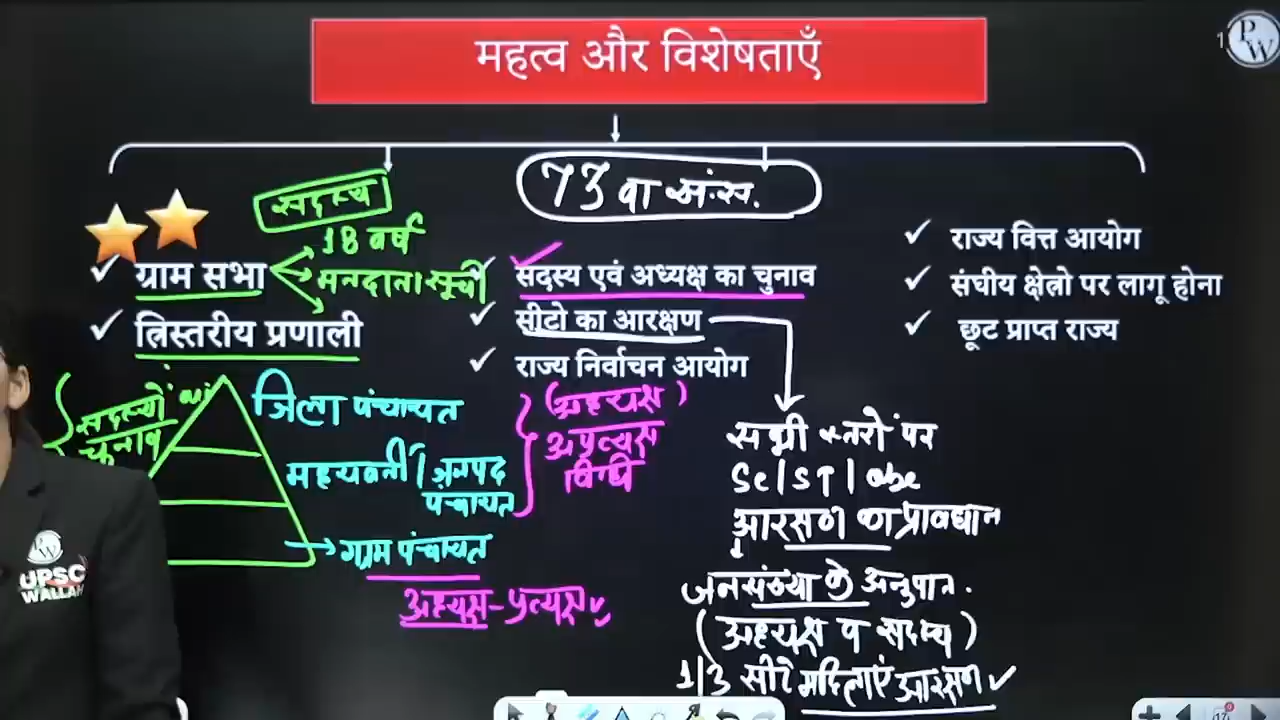 महत्व और विशेषताएँ
PW
73 वा सं.स.
सदस्य
18 वर्ष
मतदाता सूची
✓ ग्राम सभा
✓ त्रिस्तरीय प्रणाली
✓ सदस्य एवं अध्यक्ष का चुनाव
✓ सीटो का आरक्षण
✓ राज्य निर्वाचन आयोग
✓ राज्य वित्त आयोग
✓ संघीय क्षेत्रो पर लागू होना
✓ छूट प्राप्त राज्य
सदस्यों
चुनाव
जिला पंचायत
मध्यवर्ती / जनपद
पंचायत
→ ग्राम पंचायत
अध्यक्ष - प्रत्यक्ष ✓
(अध्यक्ष)
अप्रत्यक्ष
विधि
सभी स्तरों पर
SC | ST | obc
आरक्षण का प्रावधान
जनसंख्या के अनुपात.
(अध्यक्ष व सदस्य)
1/3 सीटे महिलाएं आरक्षण ✓
PW
UPSC
WALLAH